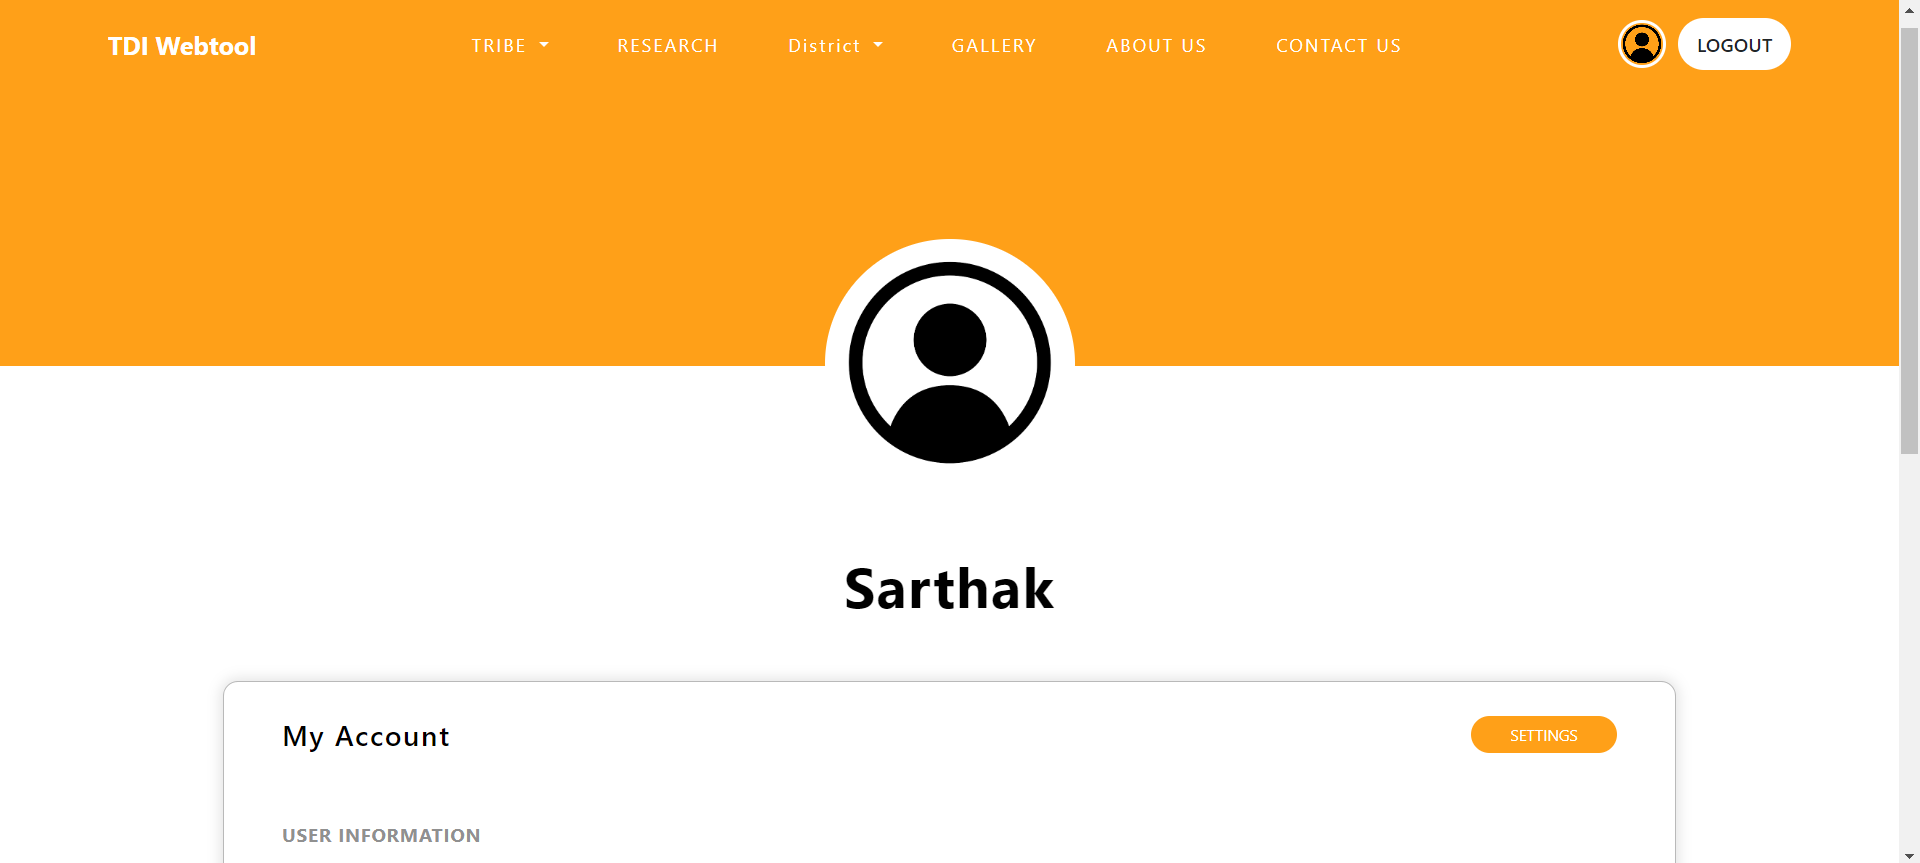 TDI Webtool
TRIBE
RESEARCH
District
GALLERY
ABOUT US
CONTACT US
LOGOUT
Sarthak
My Account
SETTINGS
USER INFORMATION